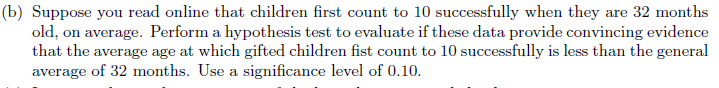 (b) Suppose you read online that children first count to 10 successfully when they are 32 months
old, on average. Perform a hypothesis test to evaluate if these data provide convincing evidence
that the average age at which gifted children fist count to 10 successfully is less than the general
average of 32 months. Use a significance level of 0.10.